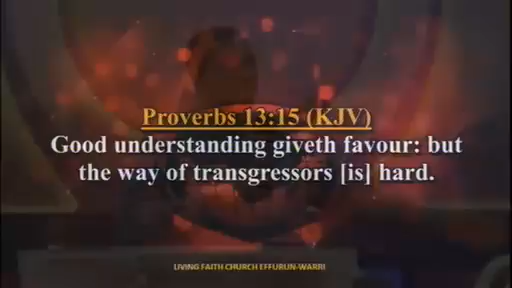 Proverbs 13:15 (KJV)
Good understanding giveth favour: but
the way of transgressors [is] hard.
LIVING FAITH CHURCH EFFURUN-WARRI